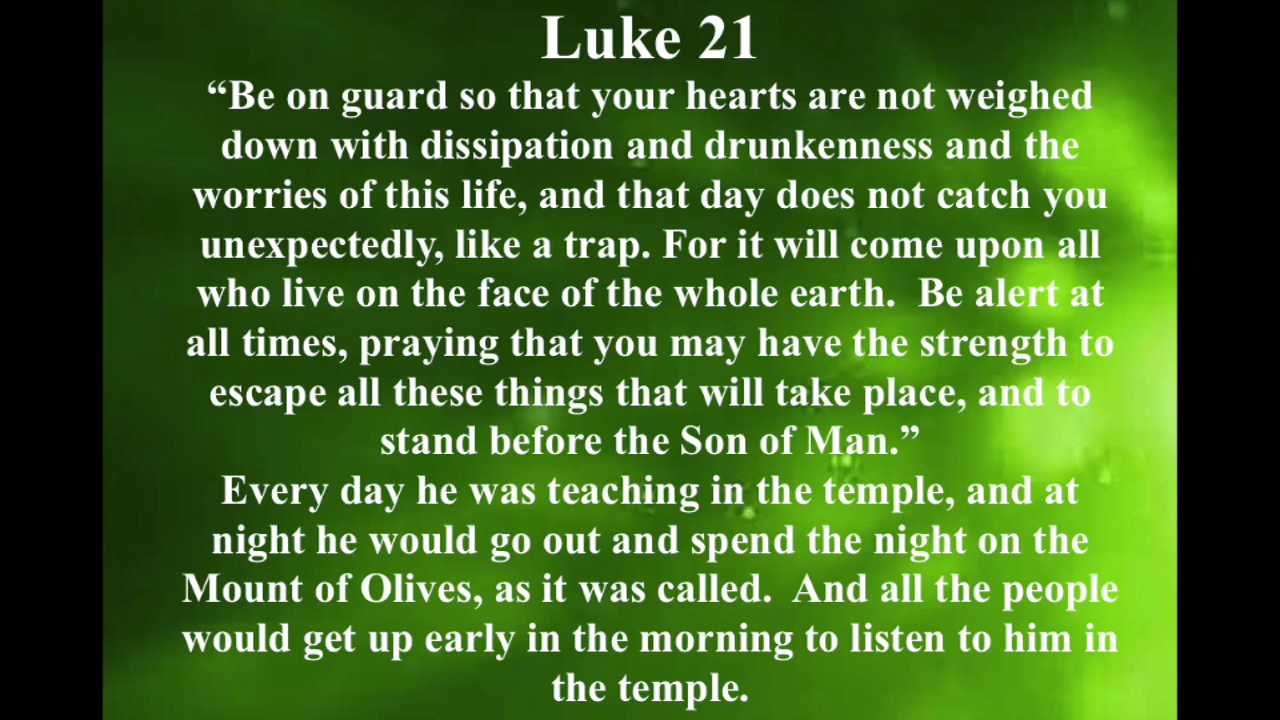 Luke 21
“Be on guard so that your hearts are not weighed
down with dissipation and drunkenness and the
worries of this life, and that day does not catch you
unexpectedly, like a trap. For it will come upon all
who live on the face of the whole earth.  Be alert at
all times, praying that you may have the strength to
escape all these things that will take place, and to
stand before the Son of Man.”
Every day he was teaching in the temple, and at
night he would go out and spend the night on the
Mount of Olives, as it was called.  And all the people
would get up early in the morning to listen to him in
the temple.